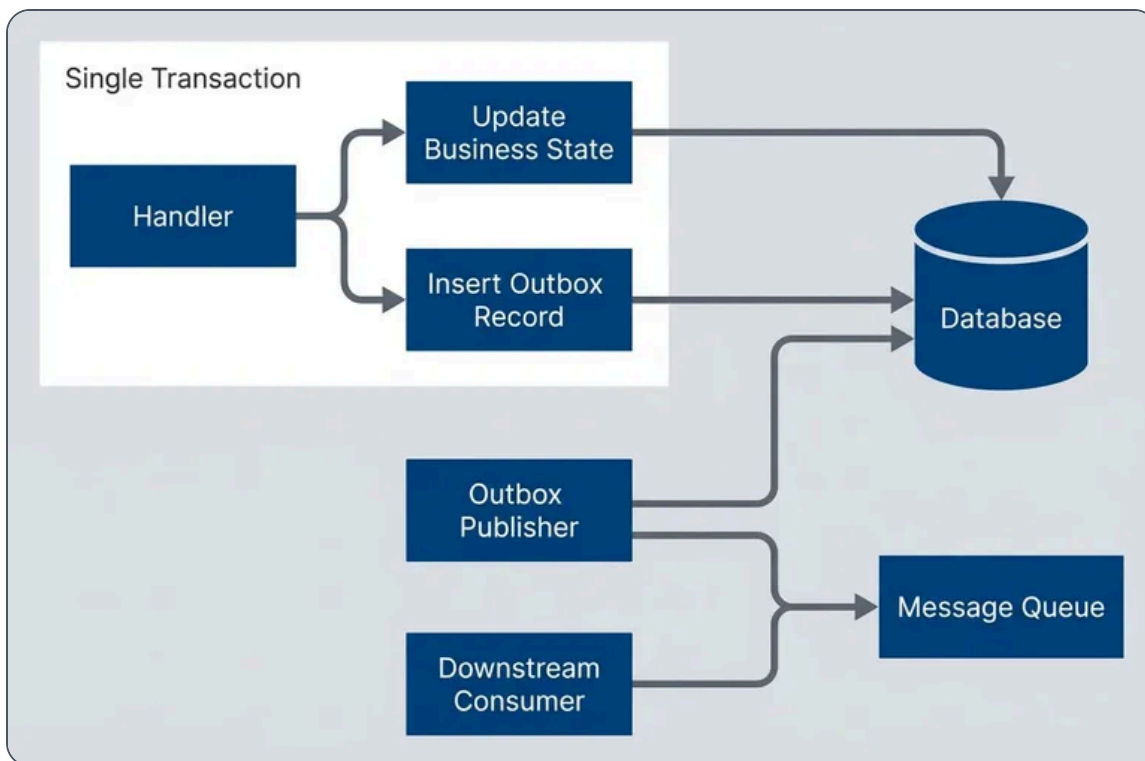 Single Transaction
Update
Business State
Handler
Insert Outbox
Record
Database
Outbox
Publisher
Message Queue
Downstream
Consumer